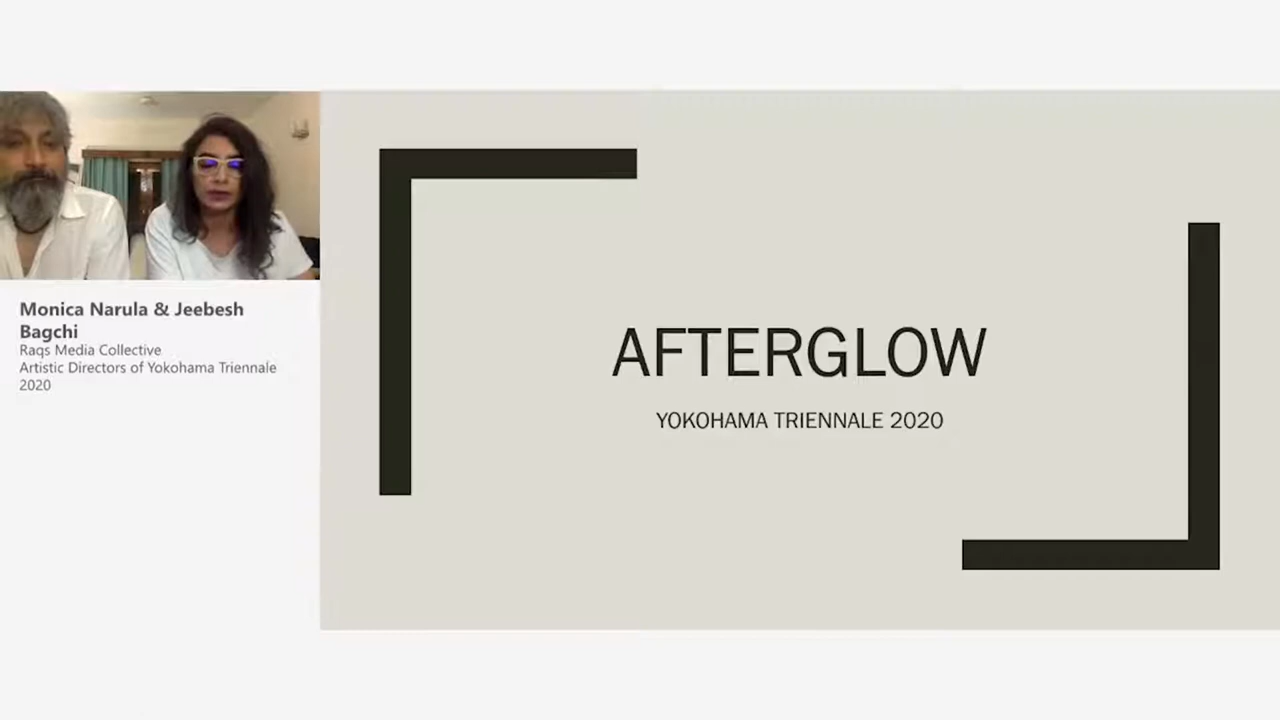 Monica Narula & Jeebesh
Bagchi
Raqs Media Collective
Artistic Directors of Yokohama Triennale
2020
AFTERGLOW
YOKOHAMA TRIENNALE 2020